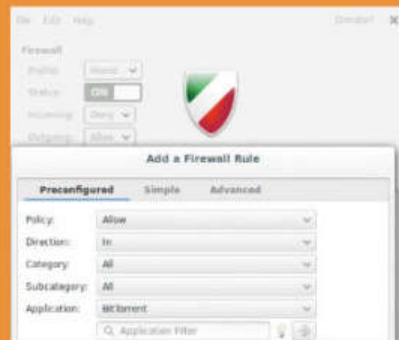 File Edit Help
Firewall
Profile: Home
Status: ON
Incoming: Deny
Outgoing: Allow
Add a Firewall Rule
Preconfigured Simple Advanced
Policy: Allow
Direction: In
Category: All
Subcategory: All
Application: BitTorrent
Application Filter